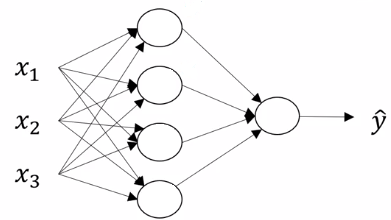 x₁
x₂
x₃
ŷ